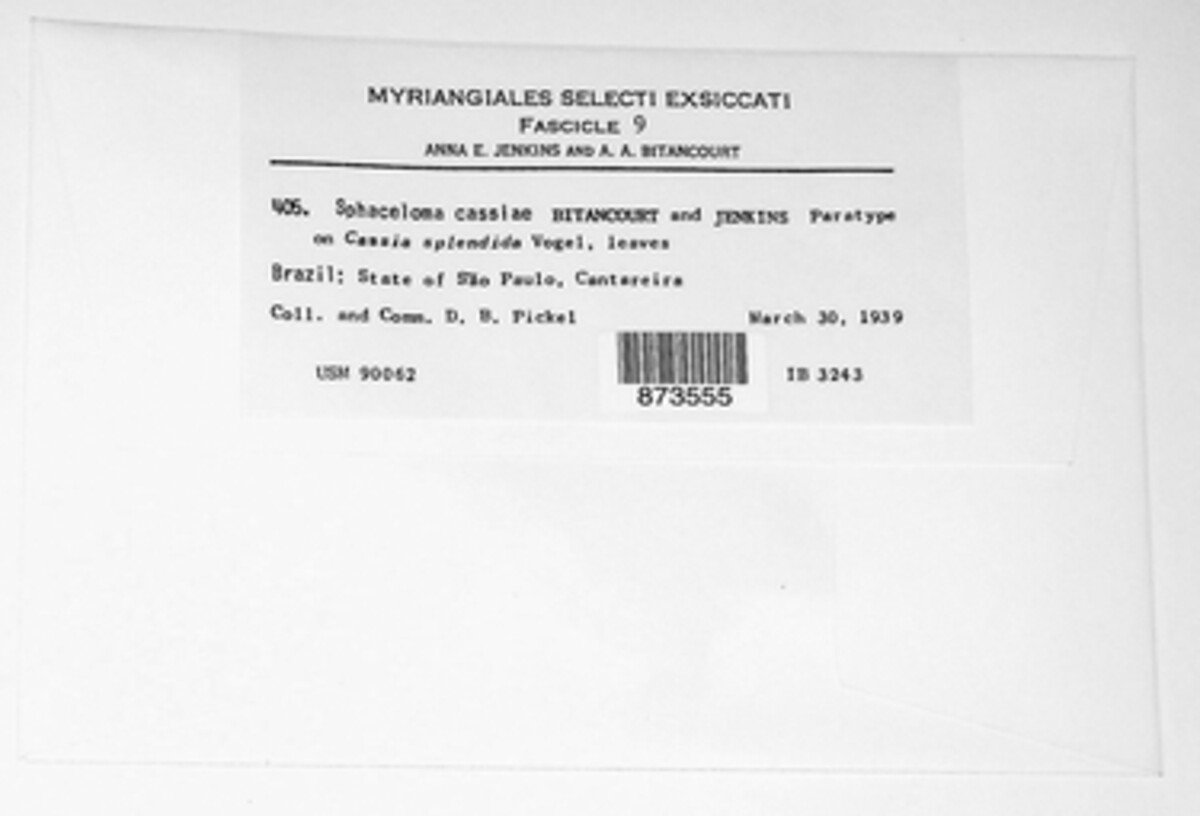 MYRIANGIALES SELECTI EXSICCATI
FASCICLE 9
ANNA E. JENKINS AND A. A. BITANCOURT
405. Sphaceloma cassiae BITANCOURT and JENKINS Paratype
on Cassia splendida Vogel, leaves
Brazil; State of São Paulo, Cantareira
Coll. and Comm. D. B. Pickel March 30, 1939
USM 90062 IB 3243
873555